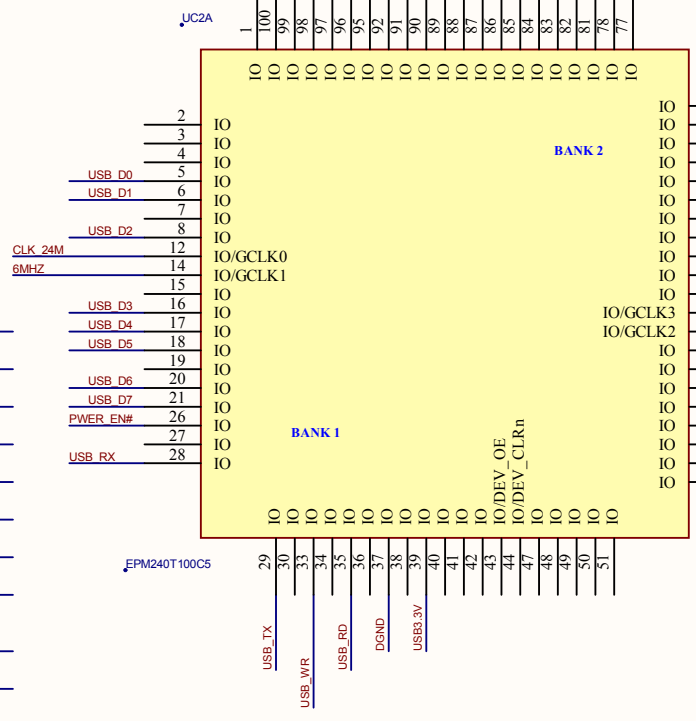 UC2A
1 100 99 98 97 96 95 92 91 90 89 88 87 86 85 84 83 82 81 78 77
IO IO IO IO IO IO IO IO IO IO IO IO IO IO IO IO IO IO IO IO IO
BANK 2
2 IO
3 IO
4 IO
USB_D0 5 IO
USB_D1 6 IO
7 IO
USB_D2 8 IO
CLK_24M 12 IO/GCLK0
6MHZ 14 IO/GCLK1
15 IO
USB_D3 16 IO
USB_D4 17 IO
USB_D5 18 IO
19 IO
USB_D6 20 IO
USB_D7 21 IO
PWER_EN# 26 IO
27 IO
USB_RX 28 IO
IO
IO
IO
IO
IO
IO
IO
IO
IO
IO
IO
IO/GCLK3
IO/GCLK2
IO
IO
IO
IO
IO
IO
IO
IO
BANK 1
IO IO IO IO IO IO IO IO IO IO IO IO IO/DEV_OE IO/DEV_CLRn IO IO IO IO IO
29 30 33 34 35 36 37 38 39 40 41 42 43 44 47 48 49 50 51
EPM240T100C5
USB_TX
USB_WR
USB_RD
DGND
USB3.3V